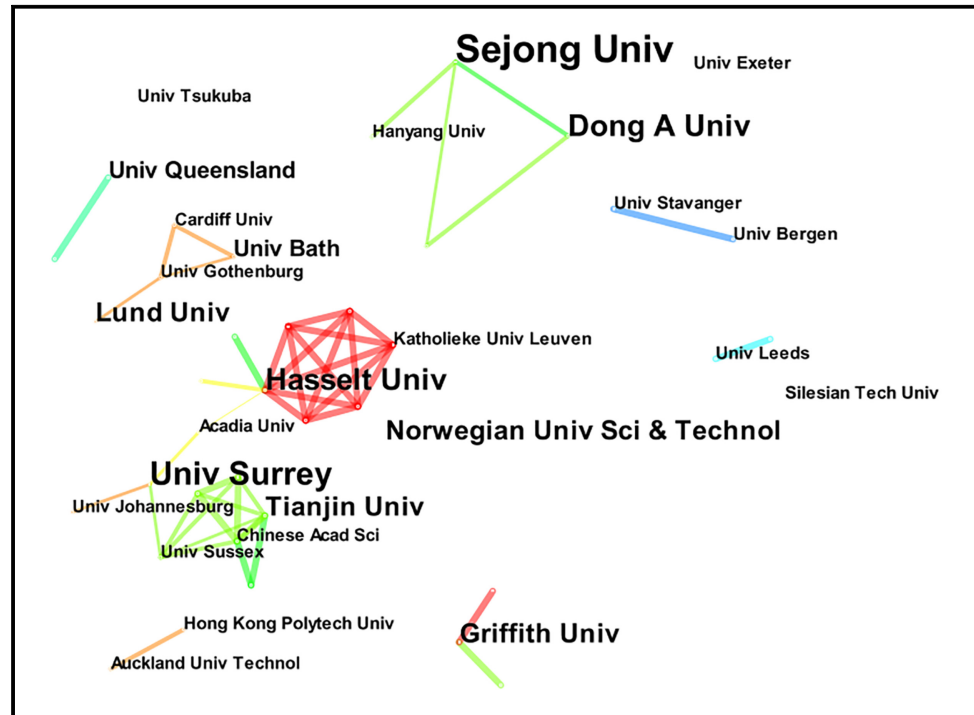 Sejong Univ
Univ Exeter
Univ Tsukuba
Hanyang Univ
Dong A Univ
Univ Queensland
Univ Stavanger
Cardiff Univ
Univ Bergen
Univ Bath
Univ Gothenburg
Lund Univ
Katholieke Univ Leuven
Univ Leeds
Hasselt Univ
Silesian Tech Univ
Acadia Univ
Norwegian Univ Sci & Technol
Univ Surrey
Univ Johannesburg
Tianjin Univ
Chinese Acad Sci
Univ Sussex
Hong Kong Polytech Univ
Griffith Univ
Auckland Univ Technol